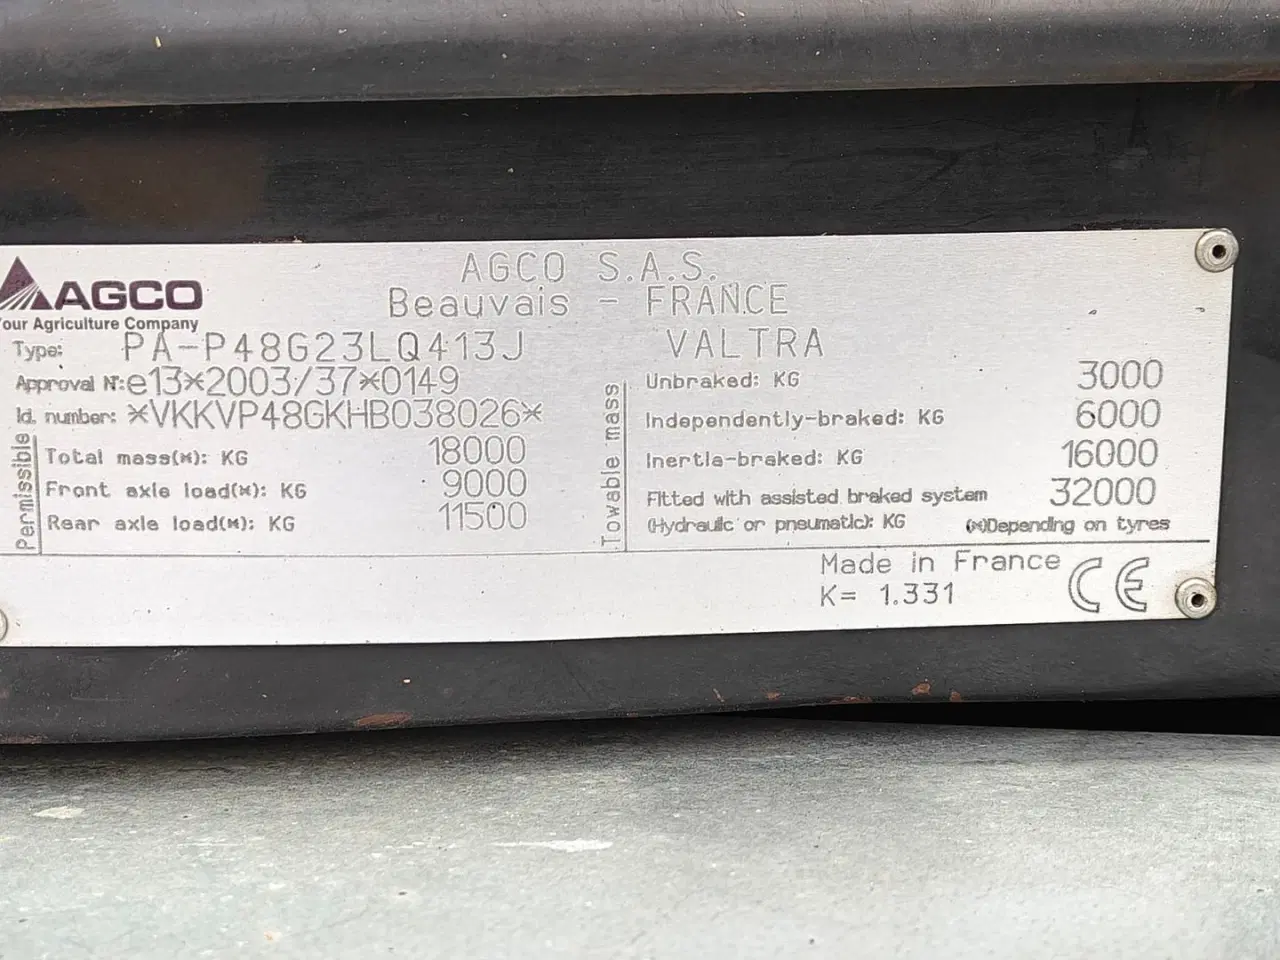 AGCO
Your Agriculture Company
AGCO S.A.S.
Beauvais - FRANCE
VALTRA
Type: PA-P48G23LQ413J
Approval N°: e13*2003/37*0149
Id. number: *VKKVP48GKHB038026*
Permissible
Total mass(*): KG 18000
Front axle load(*): KG 9000
Rear axle load(*): KG 11500
Towable mass
Unbraked: KG 3000
Independently-braked: KG 6000
Inertia-braked: KG 16000
Fitted with assisted braked system 32000
(Hydraulic or pneumatic): KG
(*)Depending on tyres
Made in France
K= 1.331
CE